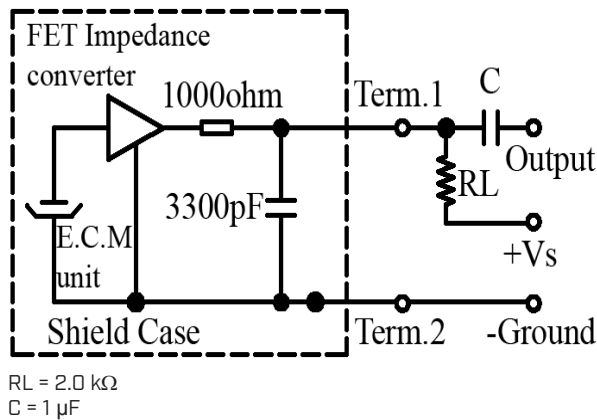 FET Impedance
converter
1000ohm
Term.1
C
Output
RL
3300pF
E.C.M
unit
+Vs
Shield Case
Term.2
-Ground
RL = 2.0 kΩ
C = 1 µF